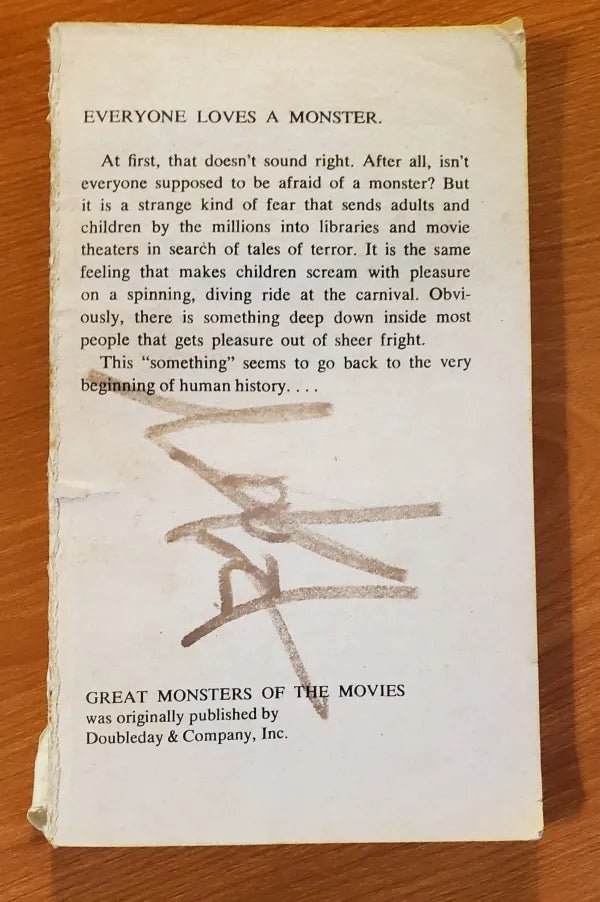 EVERYONE LOVES A MONSTER.
At first, that doesn't sound right. After all, isn't
everyone supposed to be afraid of a monster? But
it is a strange kind of fear that sends adults and
children by the millions into libraries and movie
theaters in search of tales of terror. It is the same
feeling that makes children scream with pleasure
on a spinning, diving ride at the carnival. Obvi-
ously, there is something deep down inside most
people that gets pleasure out of sheer fright.
This "something" seems to go back to the very
beginning of human history. . . .
GREAT MONSTERS OF THE MOVIES
was originally published by
Doubleday & Company, Inc.